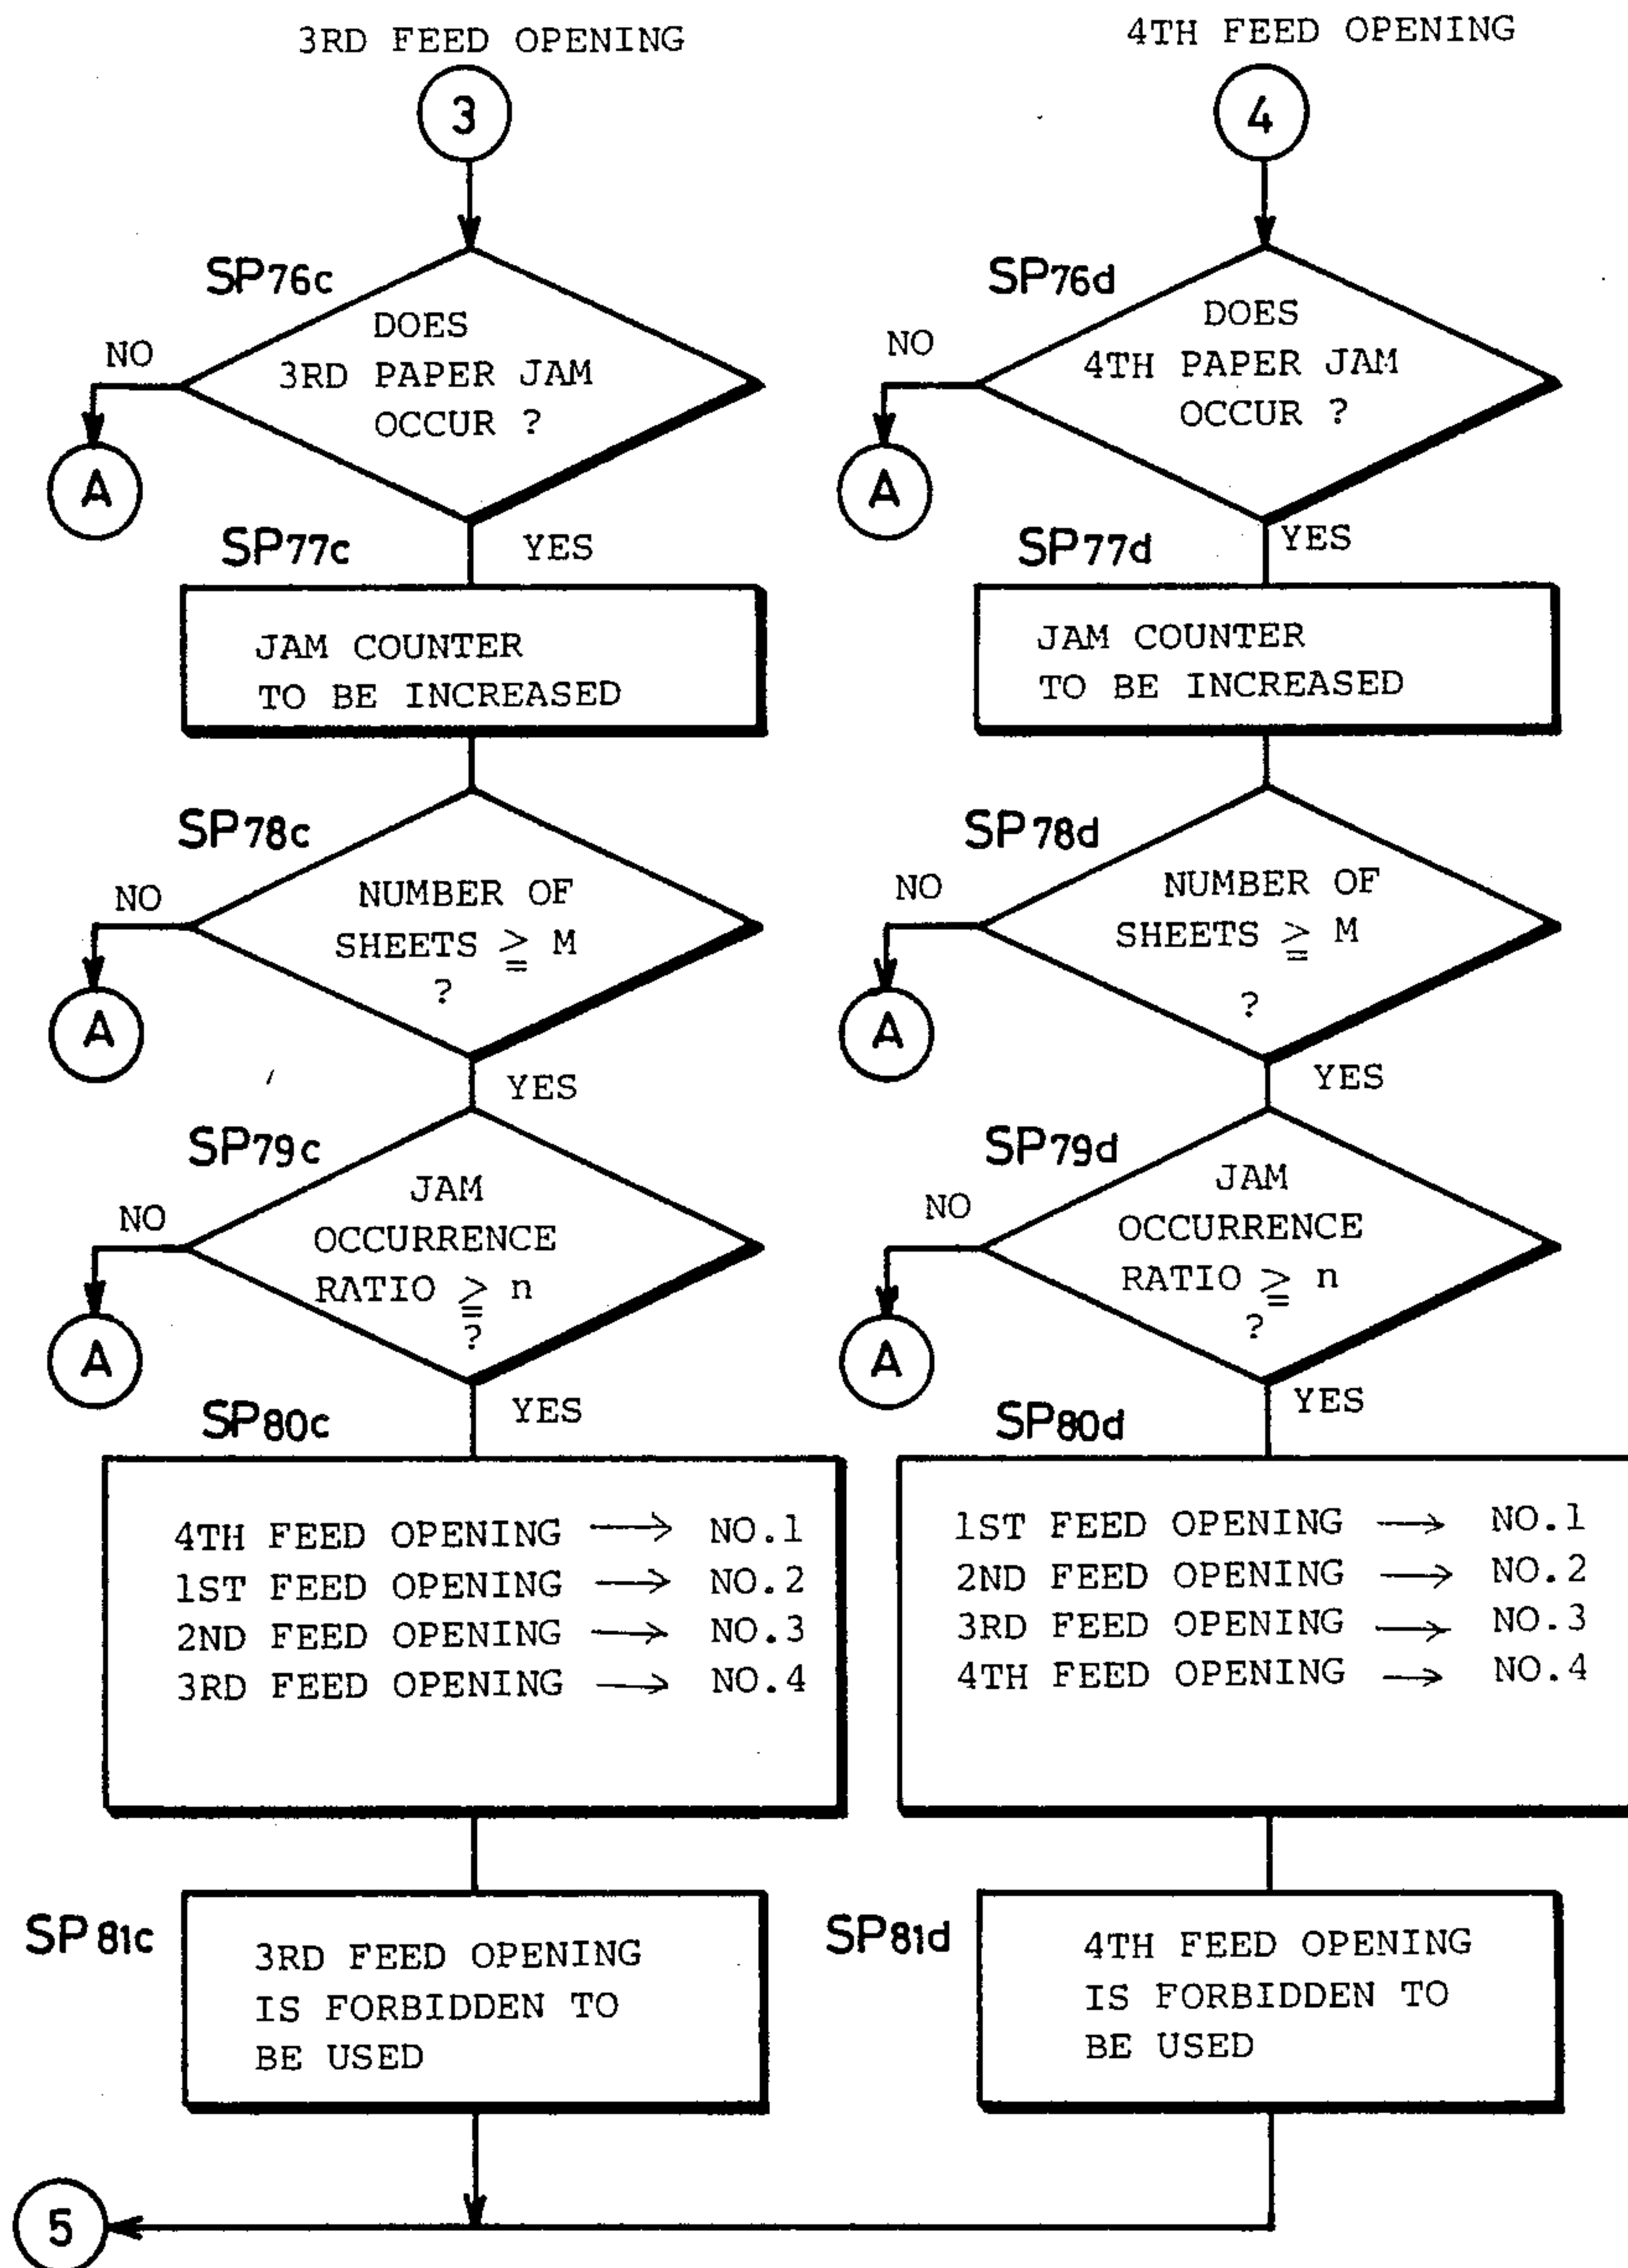 3RD FEED OPENING
3
SP76c
DOES
3RD PAPER JAM
OCCUR ?
NO
A
YES
SP77c
JAM COUNTER
TO BE INCREASED
SP78c
NUMBER OF
SHEETS ≧ M
?
NO
A
YES
SP79c
JAM
OCCURRENCE
RATIO ≧ n
?
NO
A
YES
SP80c
4TH FEED OPENING → NO.1
1ST FEED OPENING → NO.2
2ND FEED OPENING → NO.3
3RD FEED OPENING → NO.4
SP81c
3RD FEED OPENING
IS FORBIDDEN TO
BE USED
4TH FEED OPENING
4
SP76d
DOES
4TH PAPER JAM
OCCUR ?
NO
A
YES
SP77d
JAM COUNTER
TO BE INCREASED
SP78d
NUMBER OF
SHEETS ≧ M
?
NO
A
YES
SP79d
JAM
OCCURRENCE
RATIO ≧ n
?
NO
A
YES
SP80d
1ST FEED OPENING → NO.1
2ND FEED OPENING → NO.2
3RD FEED OPENING → NO.3
4TH FEED OPENING → NO.4
SP81d
4TH FEED OPENING
IS FORBIDDEN TO
BE USED
5